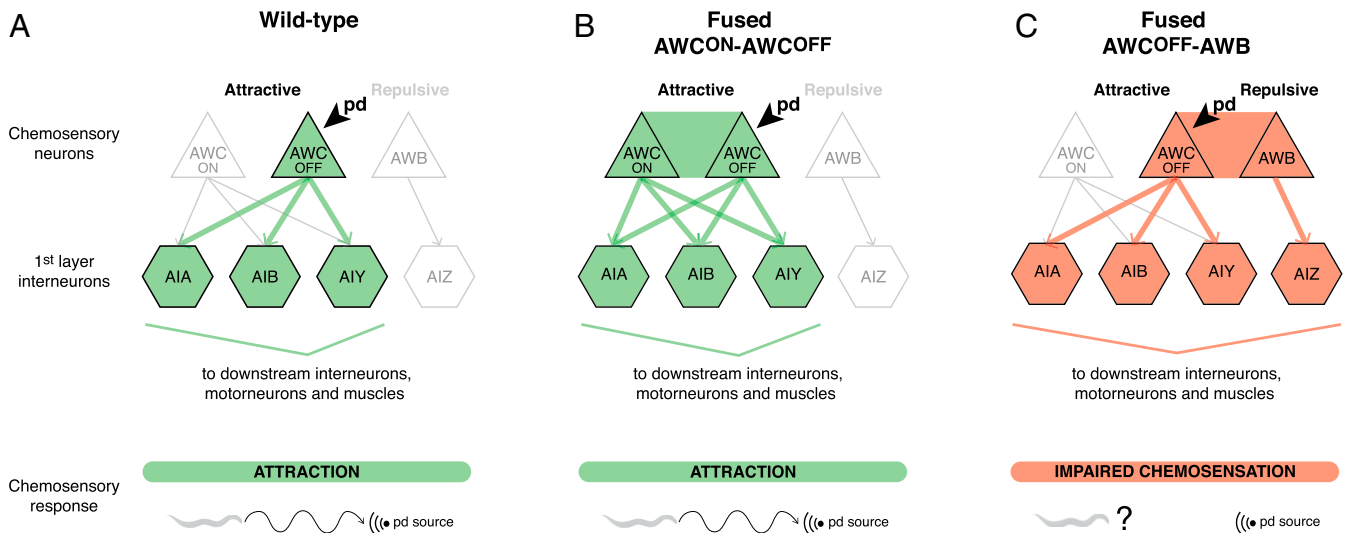 A
Wild-type
Attractive
Repulsive
pd
Chemosensory
neurons
AWC
ON
AWC
OFF
AWB
1st layer
interneurons
AIA
AIB
AIY
AIZ
to downstream interneurons,
motorneurons and muscles
Chemosensory
response
ATTRACTION
pd source
B
Fused
AWCON-AWCOFF
Attractive
Repulsive
pd
AWC
ON
AWC
OFF
AWB
AIA
AIB
AIY
AIZ
to downstream interneurons,
motorneurons and muscles
ATTRACTION
pd source
C
Fused
AWCOFF-AWB
Attractive
Repulsive
pd
AWC
ON
AWC
OFF
AWB
AIA
AIB
AIY
AIZ
to downstream interneurons,
motorneurons and muscles
IMPAIRED CHEMOSENSATION
?
pd source